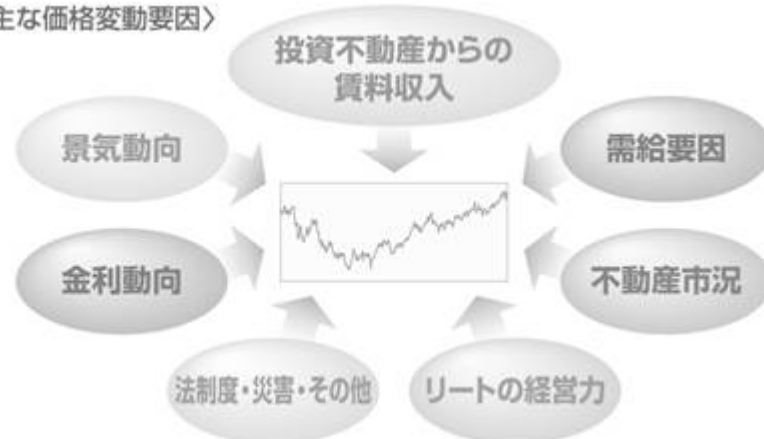 主な価格変動要因〉
投資不動産からの
賃料収入
景気動向
需給要因
金利動向
不動産市況
法制度・災害・その他
リートの経営力